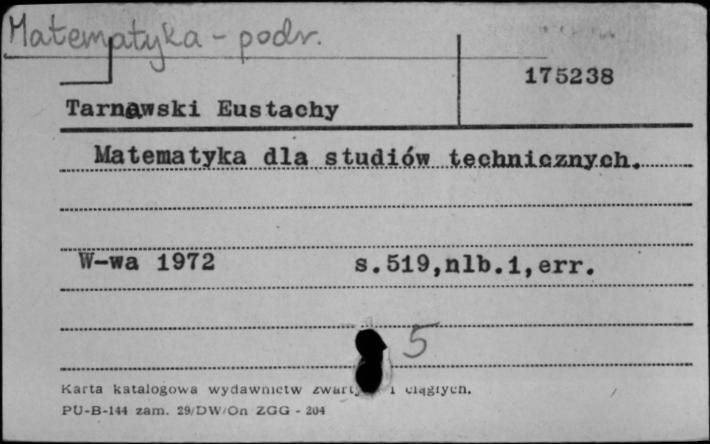 Matematyka - podr.
175238
Tarnawski Eustachy
Matematyka dla studiów technicznych.
W-wa 1972 s.519,nlb.1,err.
5
Karta katalogowa wydawnictw i ciągłych.
PU-B-144 zam. 29/DW/On ZGG - 204